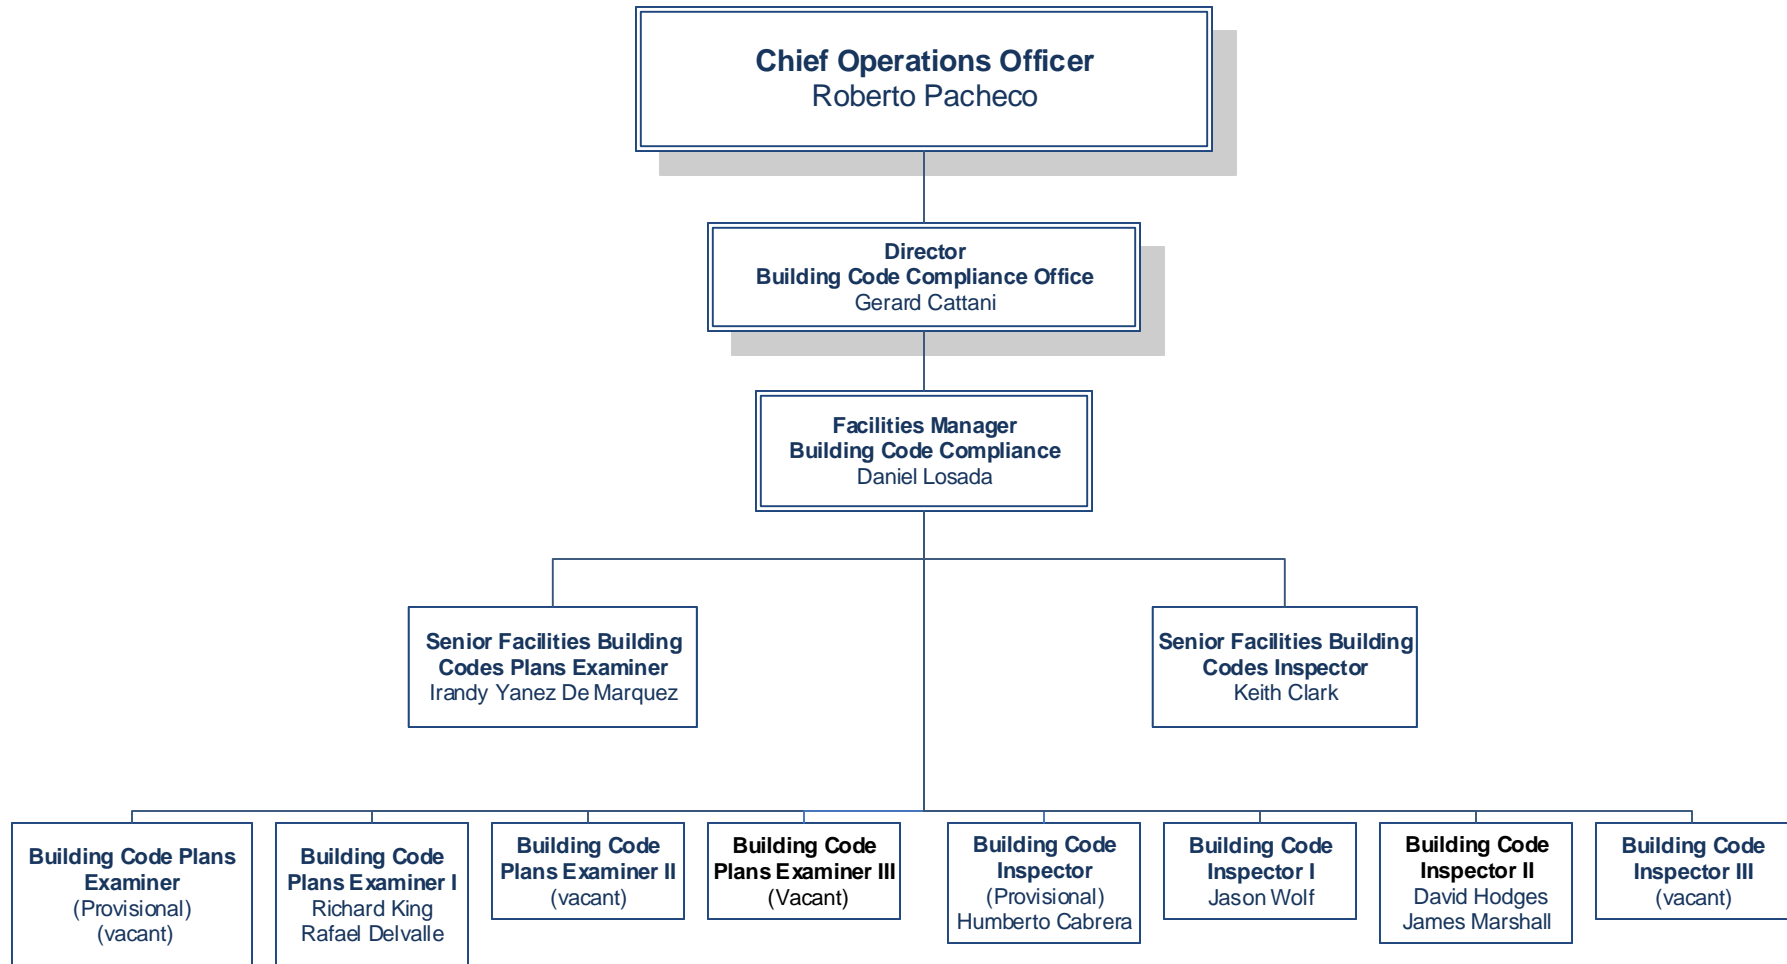 Chief Operations Officer
Roberto Pacheco
Director
Building Code Compliance Office
Gerard Cattani
Facilities Manager
Building Code Compliance
Daniel Losada
Senior Facilities Building
Codes Plans Examiner
Irandy Yanez De Marquez
Senior Facilities Building
Codes Inspector
Keith Clark
Building Code Plans
Examiner
(Provisional)
(vacant)
Building Code
Plans Examiner I
Richard King
Rafael Delvalle
Building Code
Plans Examiner II
(vacant)
Building Code
Plans Examiner III
(Vacant)
Building Code
Inspector
(Provisional)
Humberto Cabrera
Building Code
Inspector I
Jason Wolf
Building Code
Inspector II
David Hodges
James Marshall
Building Code
Inspector III
(vacant)